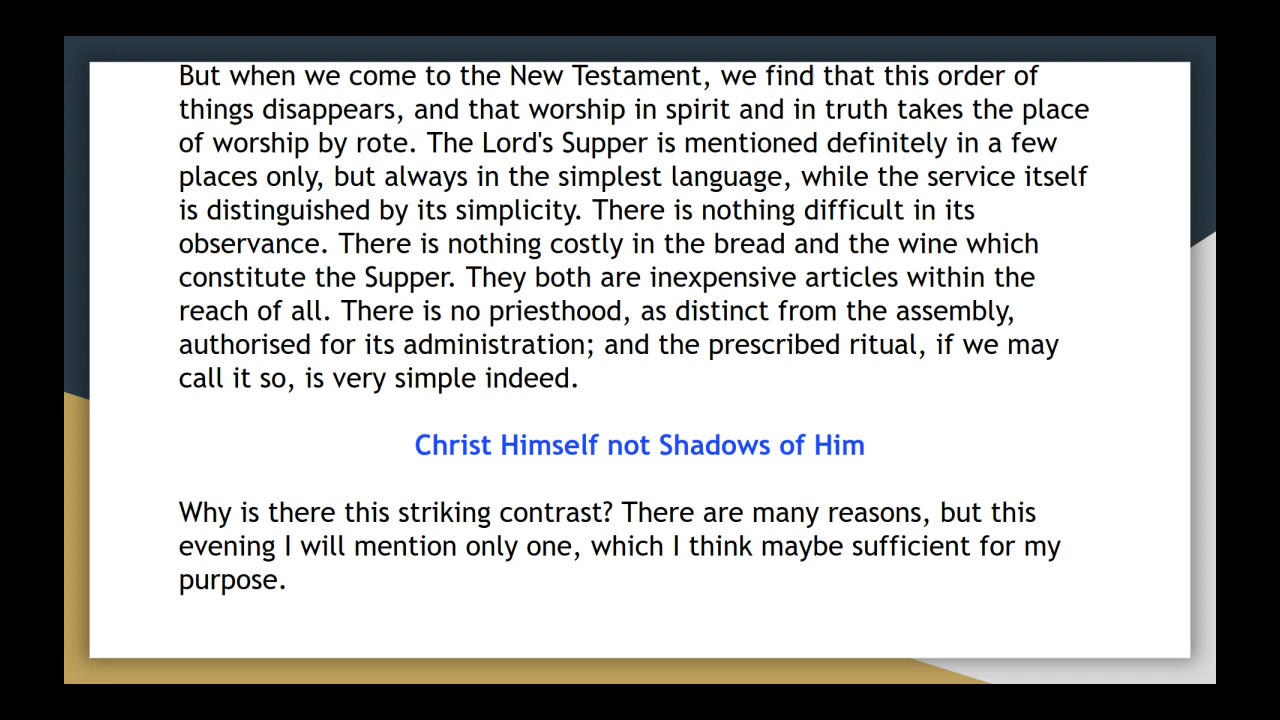 But when we come to the New Testament, we find that this order of
things disappears, and that worship in spirit and in truth takes the place
of worship by rote. The Lord's Supper is mentioned definitely in a few
places only, but always in the simplest language, while the service itself
is distinguished by its simplicity. There is nothing difficult in its
observance. There is nothing costly in the bread and the wine which
constitute the Supper. They both are inexpensive articles within the
reach of all. There is no priesthood, as distinct from the assembly,
authorised for its administration; and the prescribed ritual, if we may
call it so, is very simple indeed.
Christ Himself not Shadows of Him
Why is there this striking contrast? There are many reasons, but this
evening I will mention only one, which I think maybe sufficient for my
purpose.